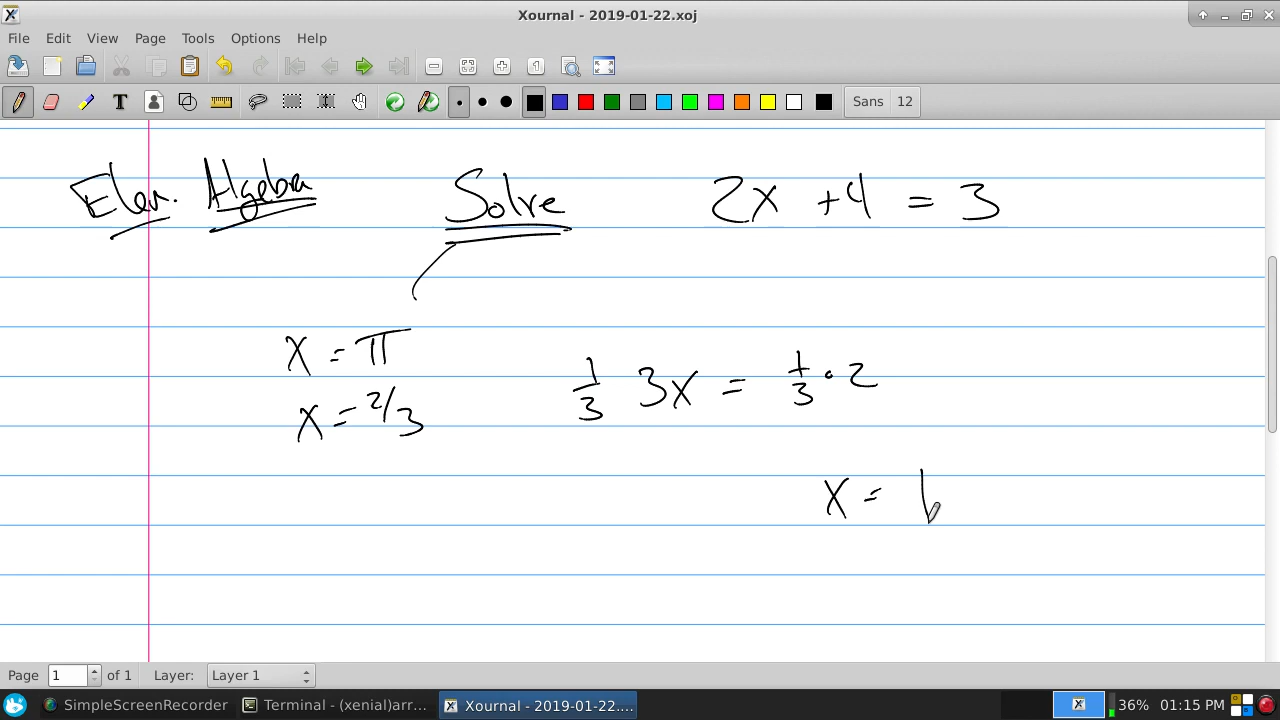 Xournal - 2019-01-22.xoj
File Edit View Page Tools Options Help
Sans 12
Elem. Algebra Solve 2x + 4 = 3
x = π
1/3 3x = 1/3 · 2
x = 2/3
x =
Page 1 of 1 Layer: Layer 1
SimpleScreenRecorder Terminal - (xenial)arr... Xournal - 2019-01-22.... 36% 01:15 PM